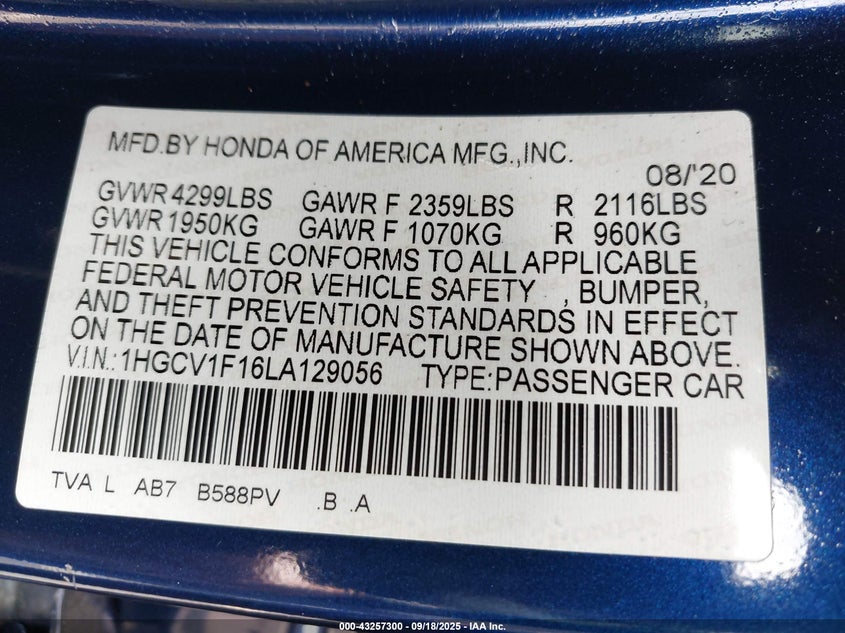 MFD.BY HONDA OF AMERICA MFG.,INC.
08/'20
GVWR 4299LBS GAWR F 2359LBS R 2116LBS
GVWR 1950KG GAWR F 1070KG R 960KG
THIS VEHICLE CONFORMS TO ALL APPLICABLE
FEDERAL MOTOR VEHICLE SAFETY , BUMPER,
AND THEFT PREVENTION STANDARDS IN EFFECT
ON THE DATE OF MANUFACTURE SHOWN ABOVE.
V.I.N.:1HGCV1F16LA129056 TYPE:PASSENGER CAR
TVA L AB7 B588PV .B .A
000-43257300 - 09/18/2025 - IAA Inc.